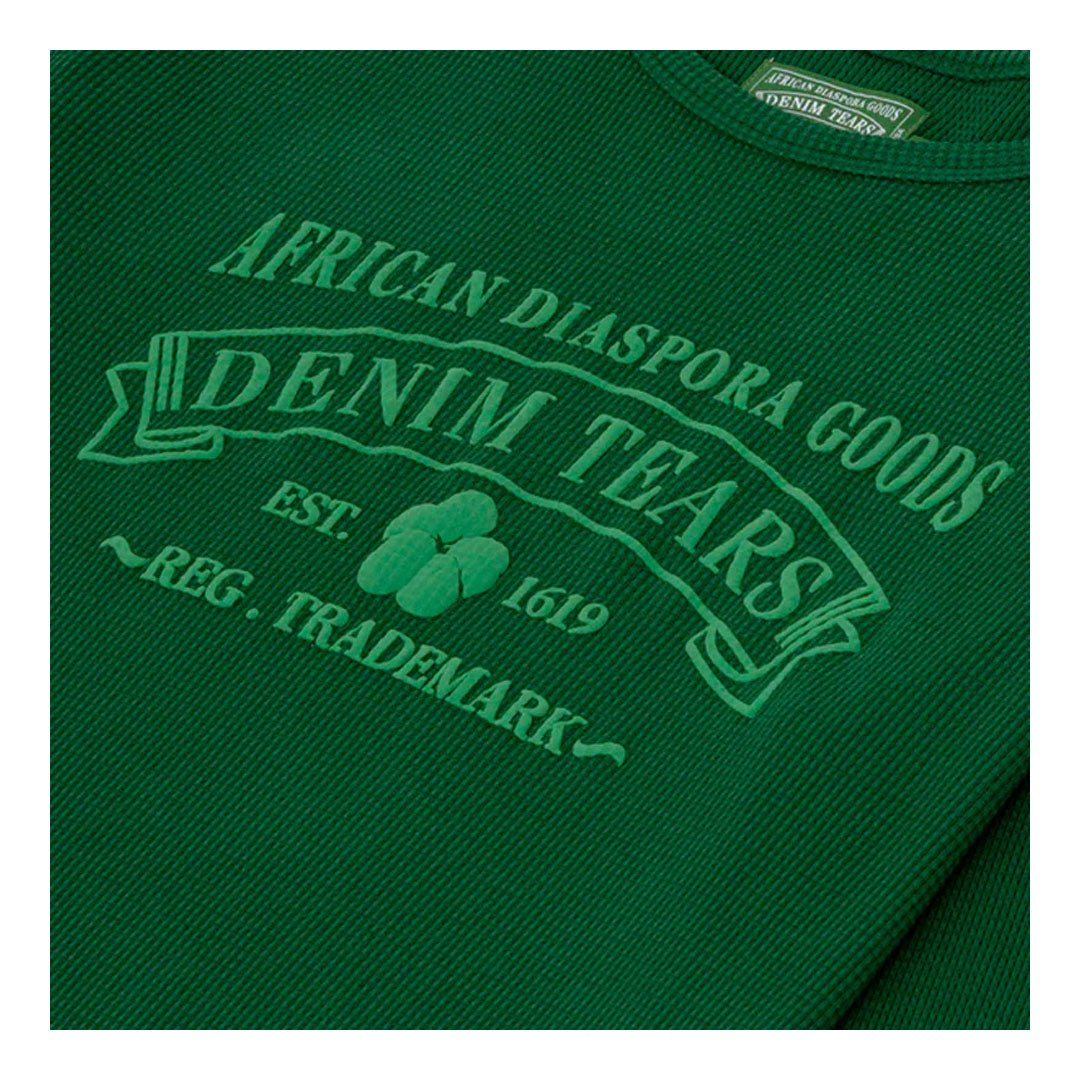 AFRICAN DIASPORA GOODS
DENIM TEARS
AFRICAN DIASPORA GOODS
DENIM TEARS
EST. 1619
~REG. TRADEMARK~